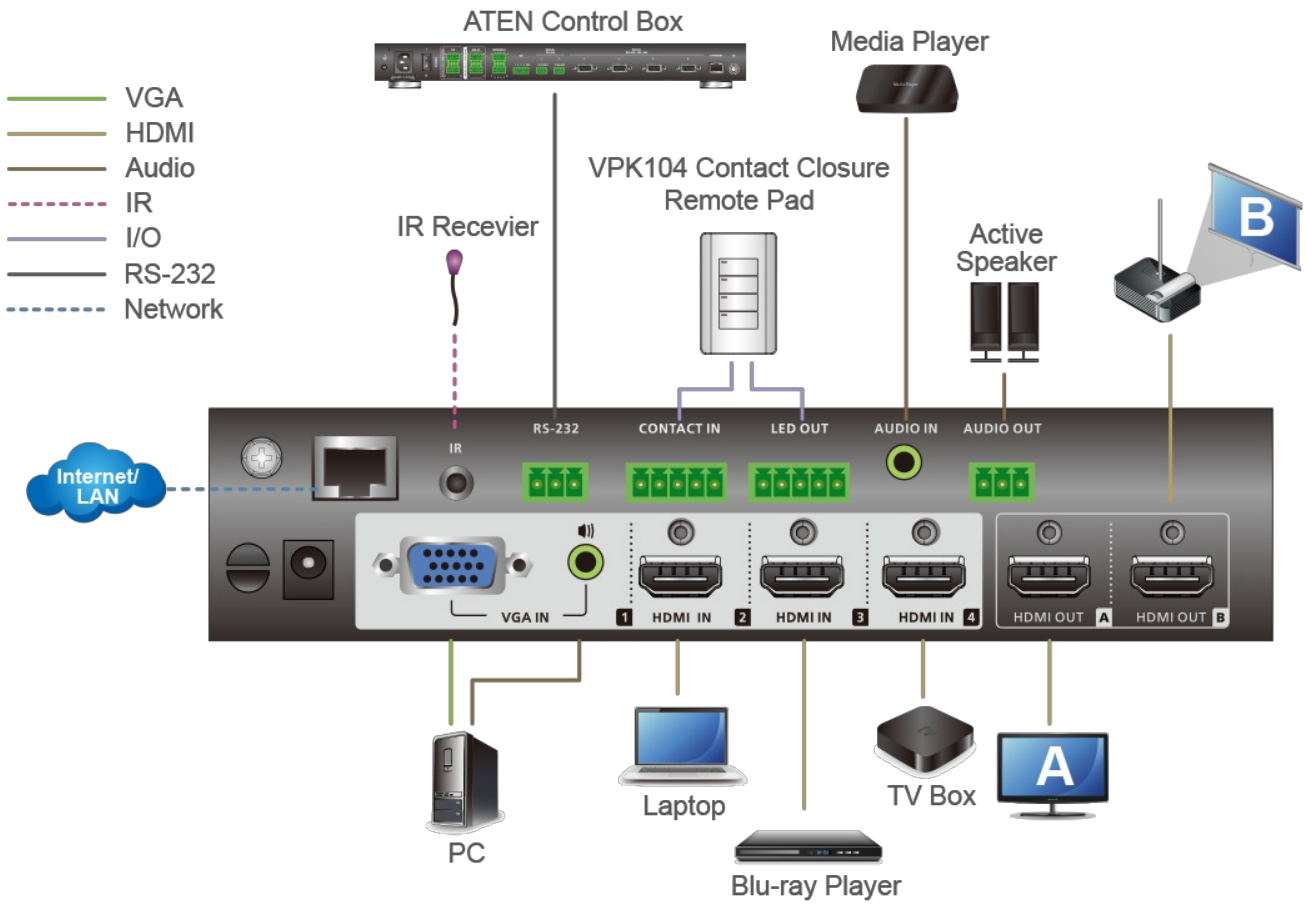 ATEN Control Box
Media Player
Media Player
VGA
HDMI
Audio
IR
I/O
RS-232
Network
VPK104 Contact Closure
Remote Pad
IR Recevier
Active
Speaker
B
Internet/
LAN
IR
RS-232
CONTACT IN
LED OUT
AUDIO IN
AUDIO OUT
VGA IN
1
HDMI IN
2
HDMI IN
3
HDMI IN
4
HDMI OUT
A
HDMI OUT
B
PC
Laptop
Blu-ray Player
TV Box
A